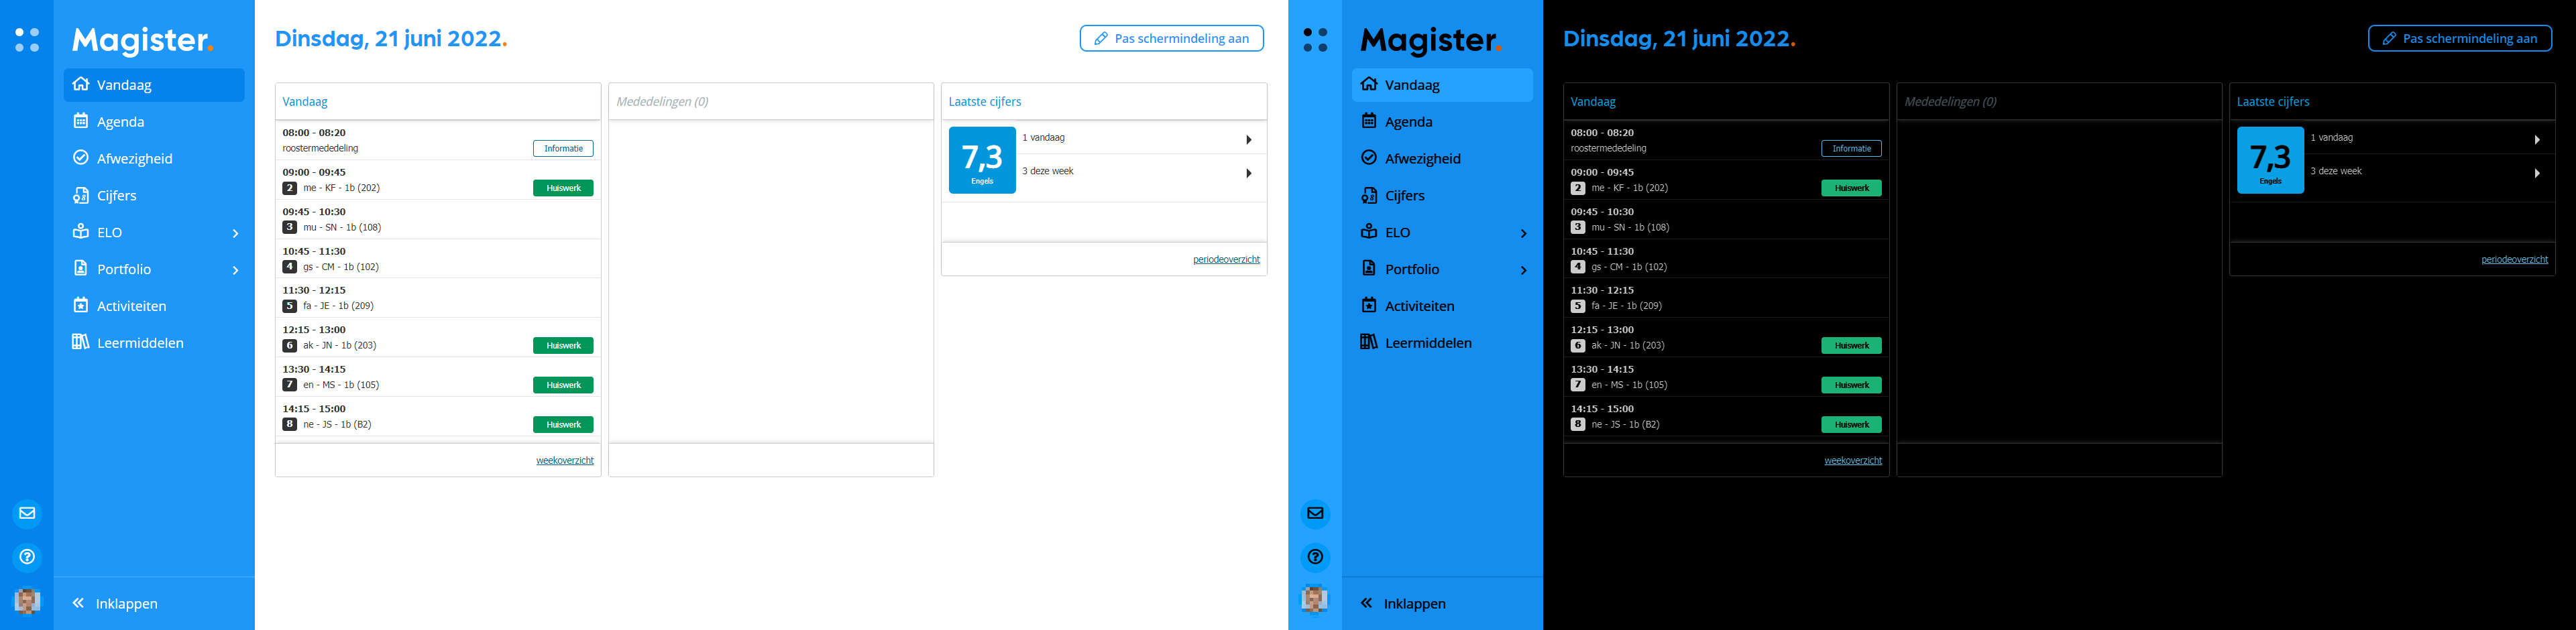 Magister.
Vandaag
Agenda
Afwezigheid
Cijfers
ELO
Portfolio
Activiteiten
Leermiddelen
Inklappen
Dinsdag, 21 juni 2022.
Pas schermindeling aan
Vandaag
08:00 - 08:20
roostermededeling Informatie
09:00 - 09:45
2 me - KF - 1b (202) Huiswerk
09:45 - 10:30
3 mu - SN - 1b (108)
10:45 - 11:30
4 gs - CM - 1b (102)
11:30 - 12:15
5 fa - JE - 1b (209)
12:15 - 13:00
6 ak - JN - 1b (203) Huiswerk
13:30 - 14:15
7 en - MS - 1b (105) Huiswerk
14:15 - 15:00
8 ne - JS - 1b (B2) Huiswerk
weekoverzicht
Mededelingen (0)
Laatste cijfers
7,3
Engels
1 vandaag
3 deze week
periodeoverzicht
Magister.
Vandaag
Agenda
Afwezigheid
Cijfers
ELO
Portfolio
Activiteiten
Leermiddelen
Inklappen
Dinsdag, 21 juni 2022.
Pas schermindeling aan
Vandaag
08:00 - 08:20
roostermededeling Informatie
09:00 - 09:45
2 me - KF - 1b (202) Huiswerk
09:45 - 10:30
3 mu - SN - 1b (108)
10:45 - 11:30
4 gs - CM - 1b (102)
11:30 - 12:15
5 fa - JE - 1b (209)
12:15 - 13:00
6 ak - JN - 1b (203) Huiswerk
13:30 - 14:15
7 en - MS - 1b (105) Huiswerk
14:15 - 15:00
8 ne - JS - 1b (B2) Huiswerk
weekoverzicht
Mededelingen (0)
Laatste cijfers
7,3
Engels
1 vandaag
3 deze week
periodeoverzicht